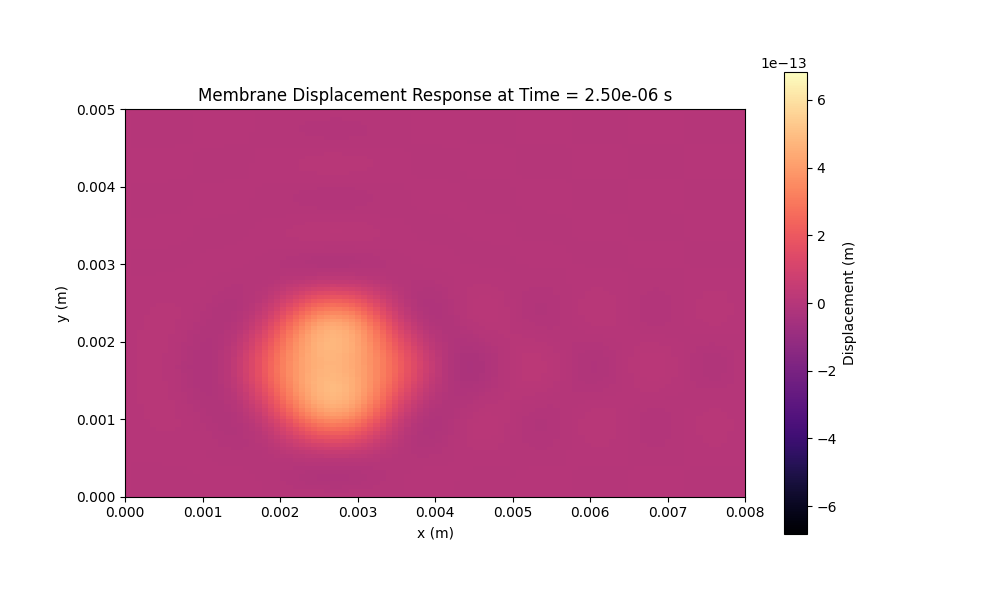 1e−13
Membrane Displacement Response at Time = 2.50e-06 s
0.005
0.004
0.003
0.002
0.001
0.000
y (m)
0.000 0.001 0.002 0.003 0.004 0.005 0.006 0.007 0.008
x (m)
6
4
2
0
−2
−4
−6
Displacement (m)